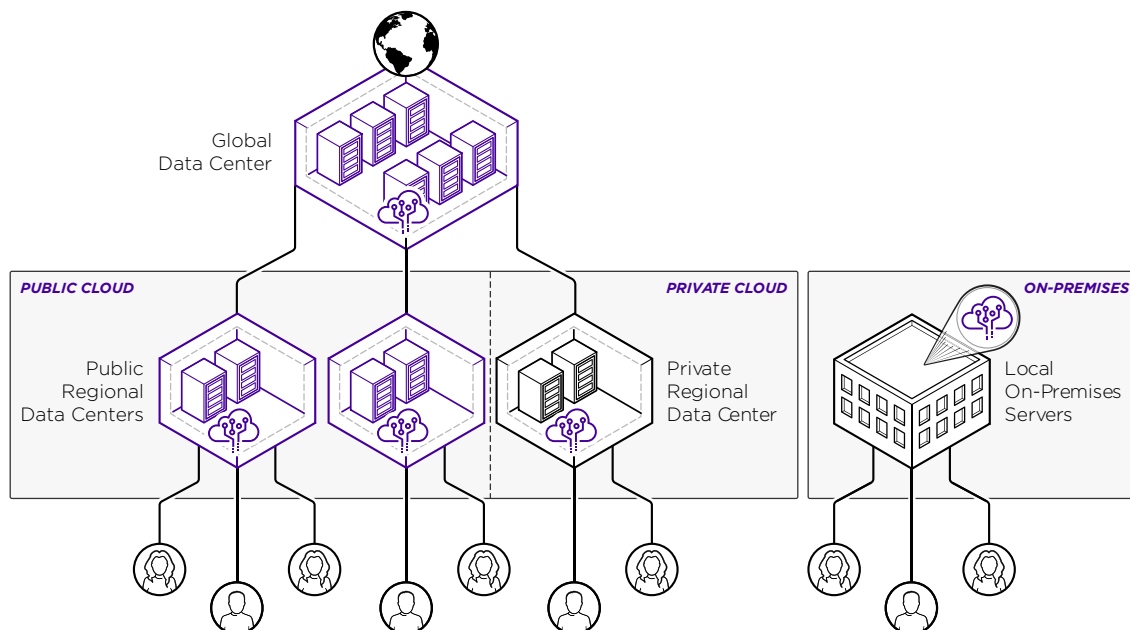 Global
Data Center
PUBLIC CLOUD
PRIVATE CLOUD
ON-PREMISES
Public
Regional
Data Centers
Private
Regional
Data Center
Local
On-Premises
Servers